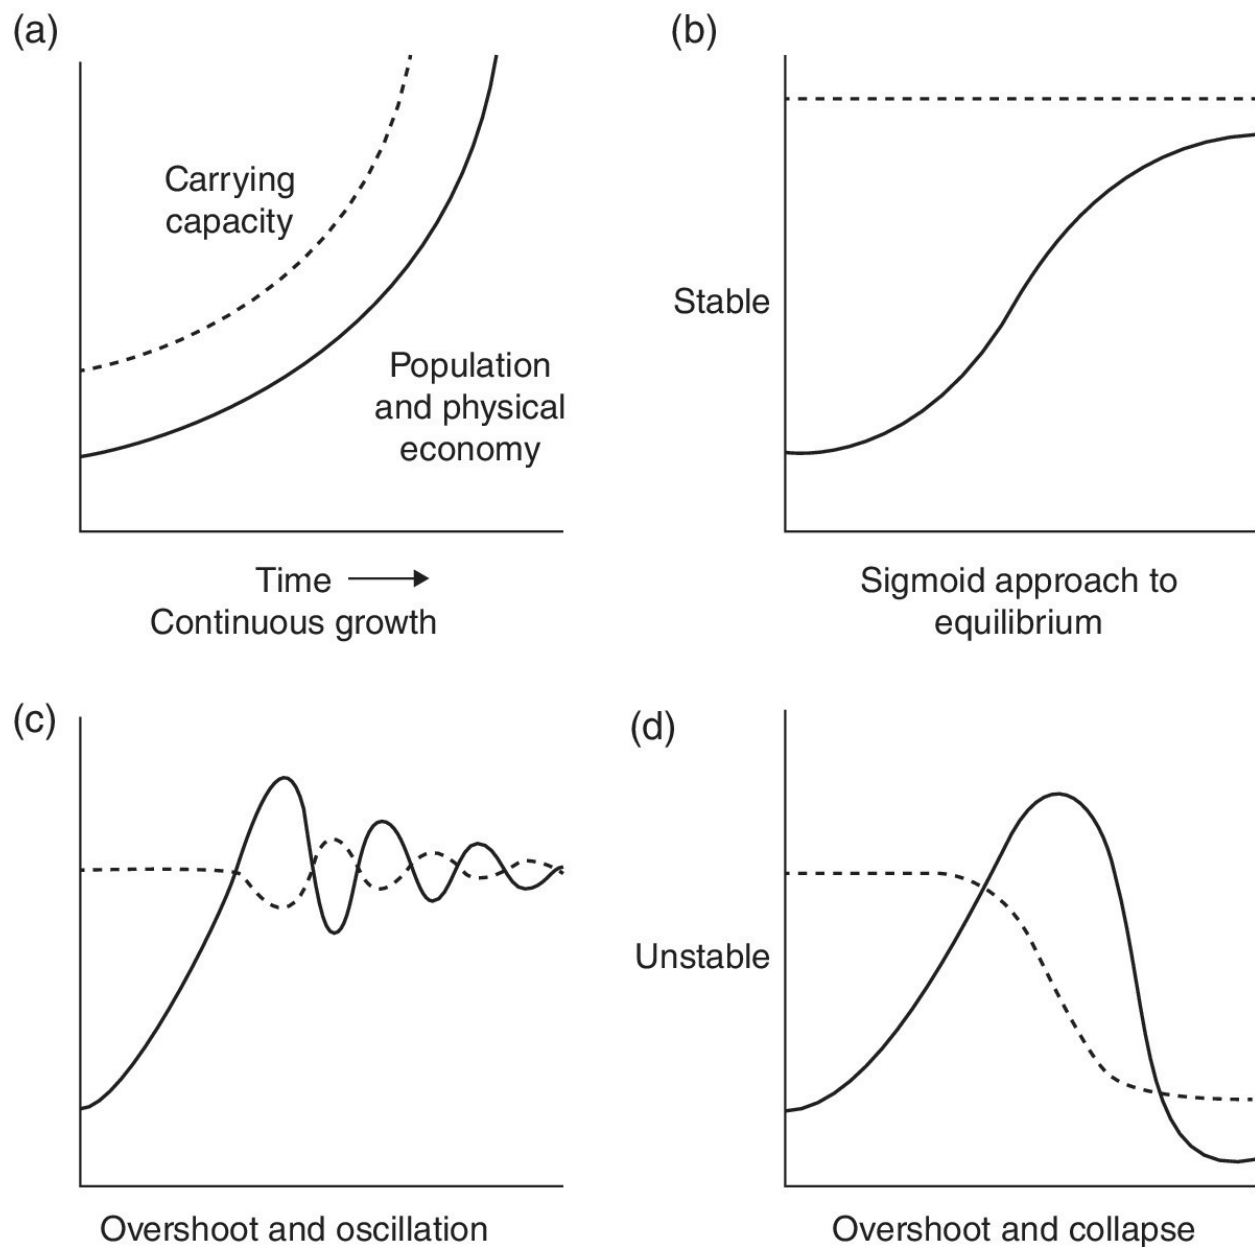 (a)
Carrying
capacity
Population
and physical
economy
Time
Continuous growth
(b)
Stable
Sigmoid approach to
equilibrium
(c)
Overshoot and oscillation
(d)
Unstable
Overshoot and collapse